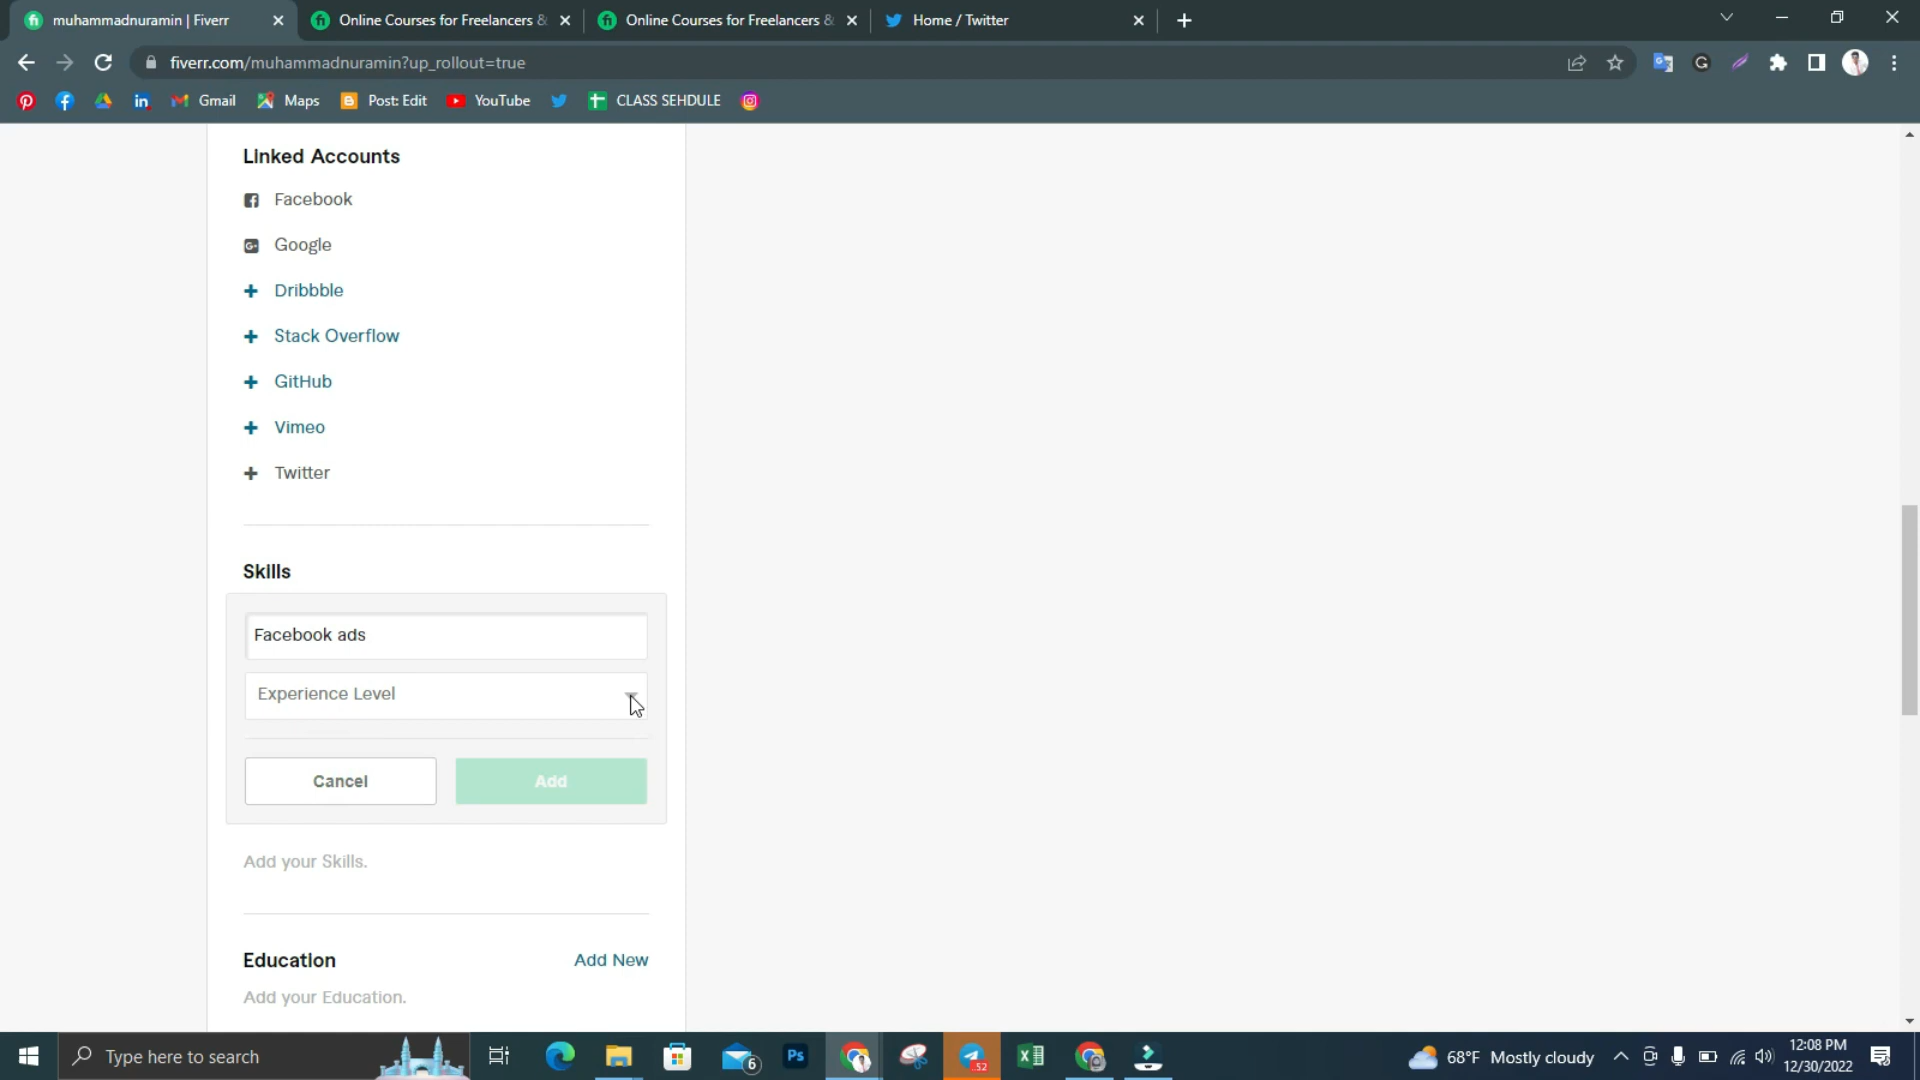 muhammadnuramin | Fiverr
Online Courses for Freelancers &
Online Courses for Freelancers &
Home / Twitter
fiverr.com/muhammadnuramin?up_rollout=true
Gmail
Maps
Post: Edit
YouTube
CLASS SEHDULE
Linked Accounts
Facebook
Google
Dribbble
Stack Overflow
GitHub
Vimeo
Twitter
Skills
Facebook ads
Experience Level
Cancel
Add
Add your Skills.
Education
Add New
Add your Education.
Type here to search
6
Ps
52
68°F Mostly cloudy
12:08 PM
12/30/2022